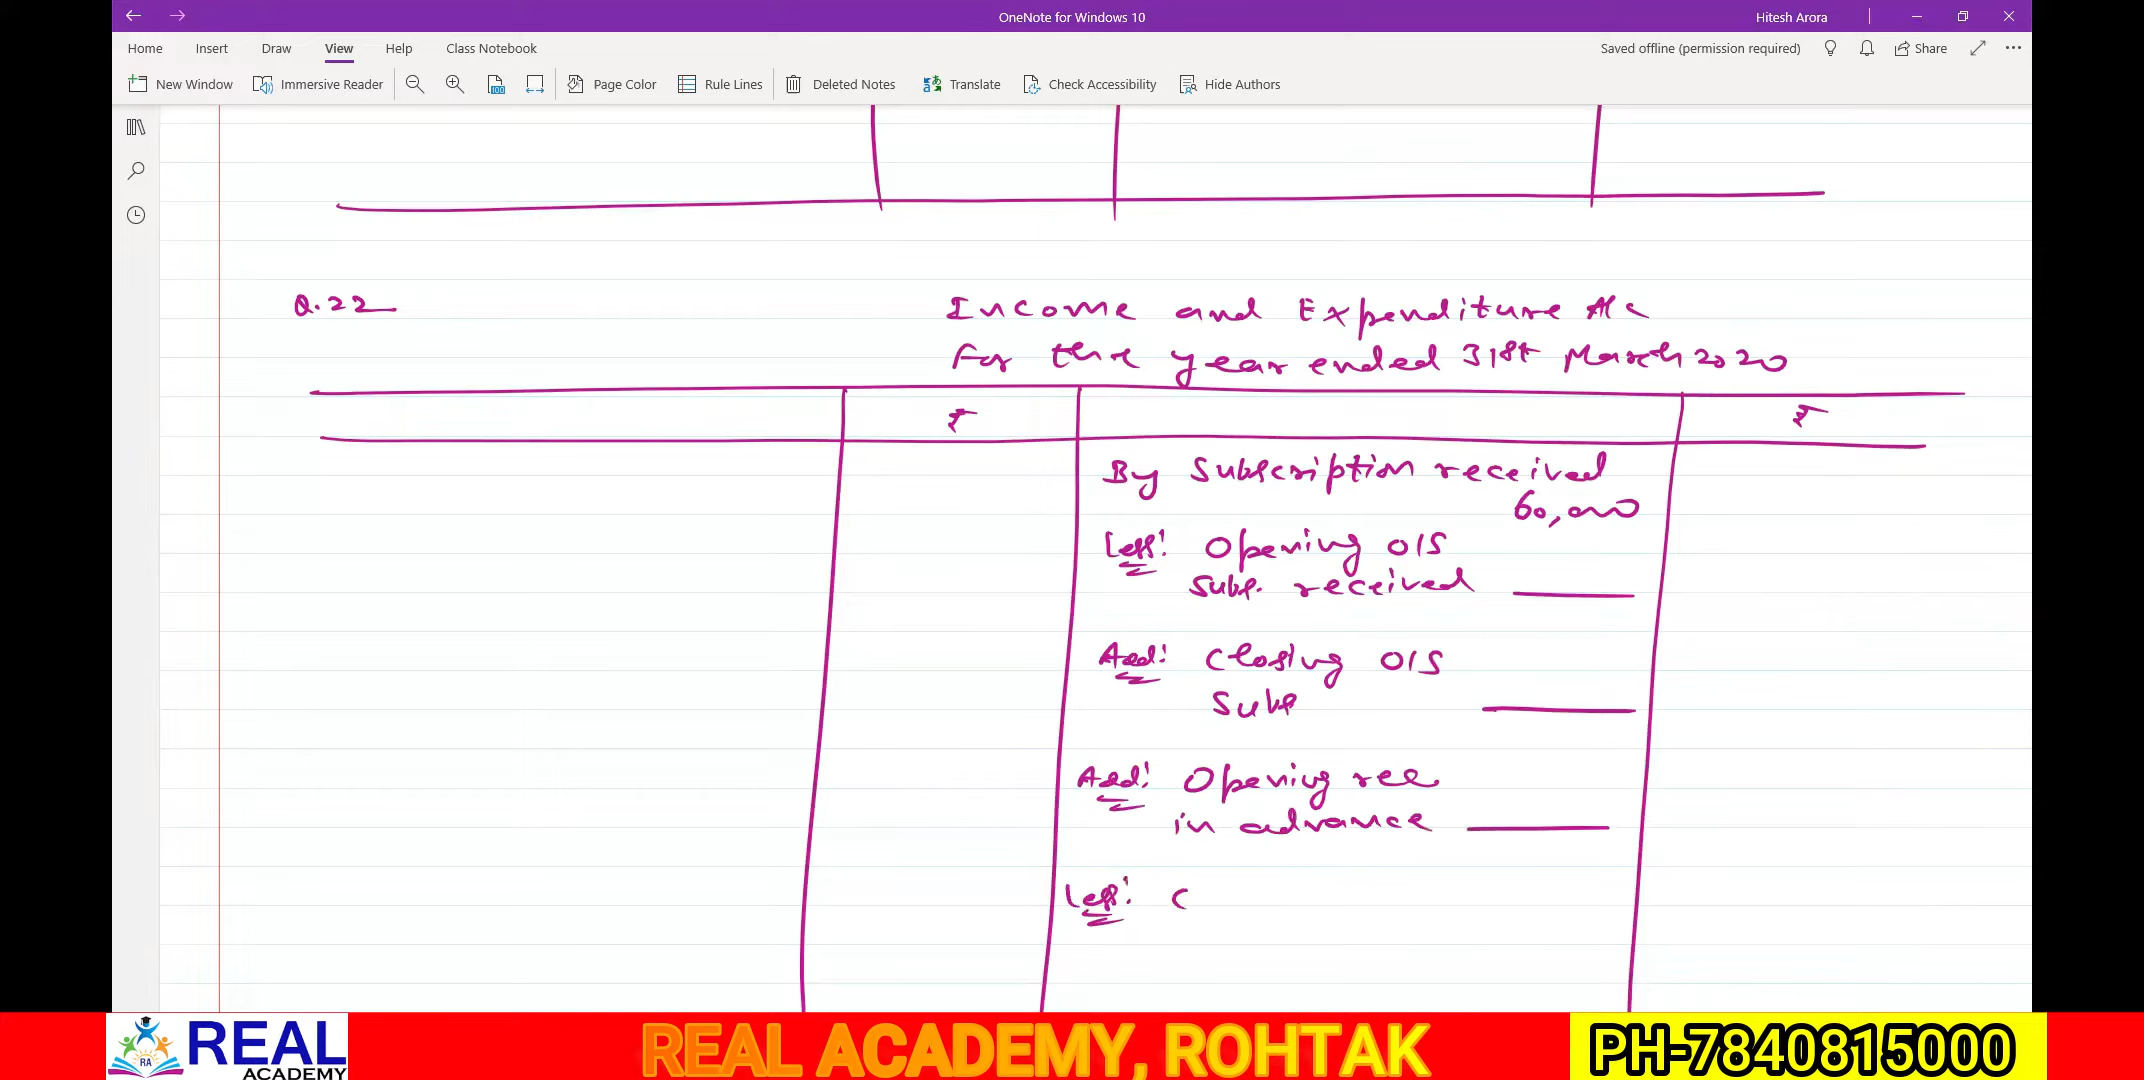 OneNote for Windows 10
Hitesh Arora
Home Insert Draw View Help Class Notebook
Saved offline (permission required) Share
New Window Immersive Reader Page Color Rule Lines Deleted Notes Translate Check Accessibility Hide Authors
Q.22
Income and Expenditure A/c
For the year ended 31st March 2020
₹ ₹
By Subscription received
60,000
Less: Opening O/S
Subs. received
Add: Closing O/S
Subs
Add: Opening rec
in advance
Less: C
RA REAL
ACADEMY
REAL ACADEMY, ROHTAK
PH-7840815000